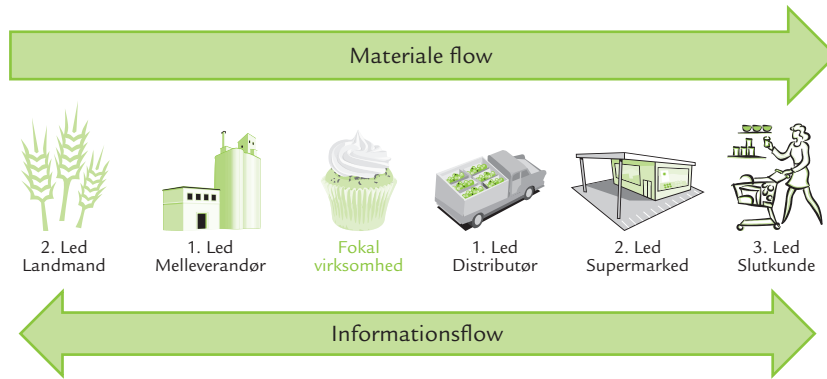 Materiale flow
2. Led
Landmand
1. Led
Melleverandør
Fokal
virksomhed
1. Led
Distributør
2. Led
Supermarked
3. Led
Slutkunde
Informationsflow